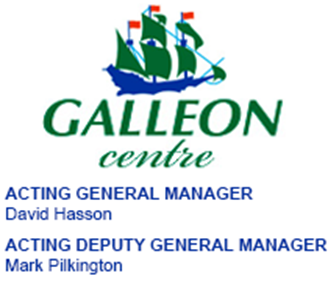 GALLEON
centre
ACTING GENERAL MANAGER
David Hasson
ACTING DEPUTY GENERAL MANAGER
Mark Pilkington